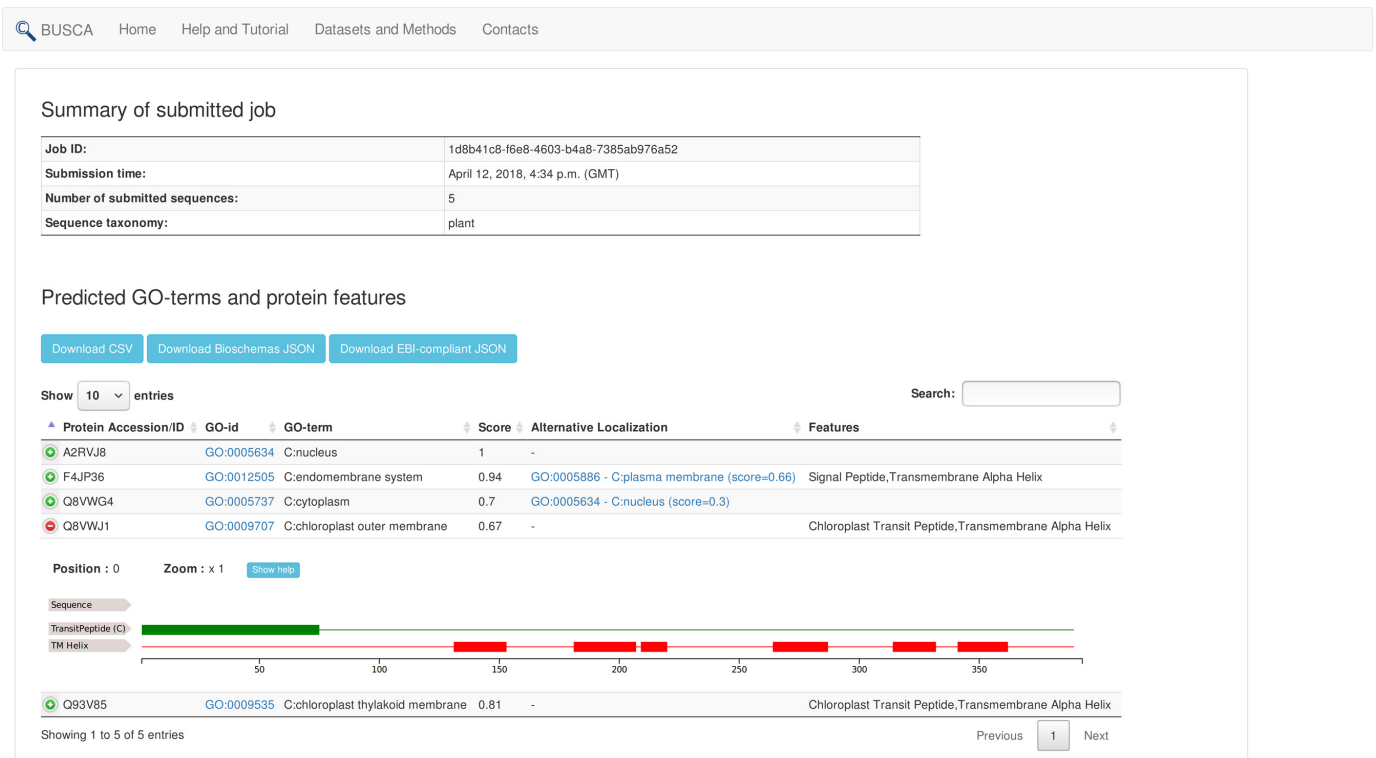 BUSCA Home Help and Tutorial Datasets and Methods Contacts
Summary of submitted job
Job ID: 1d8b41c8-f6e8-4603-b4a8-7385ab976a52
Submission time: April 12, 2018, 4:34 p.m. (GMT)
Number of submitted sequences: 5
Sequence taxonomy: plant
Predicted GO-terms and protein features
Download CSV Download Bioschemas JSON Download EBI-compliant JSON
Show 10 entries Search:
Protein Accession/ID GO-id GO-term Score Alternative Localization Features
A2RVJ8 GO:0005634 C:nucleus 1 -
F4JP36 GO:0012505 C:endomembrane system 0.94 GO:0005886 - C:plasma membrane (score=0.66) Signal Peptide,Transmembrane Alpha Helix
Q8VWG4 GO:0005737 C:cytoplasm 0.7 GO:0005634 - C:nucleus (score=0.3)
Q8VWJ1 GO:0009707 C:chloroplast outer membrane 0.67 - Chloroplast Transit Peptide,Transmembrane Alpha Helix
Position : 0 Zoom : x 1 Show help
Sequence
TransitPeptide (C)
TM Helix
50 100 150 200 250 300 350
Q93V85 GO:0009535 C:chloroplast thylakoid membrane 0.81 - Chloroplast Transit Peptide,Transmembrane Alpha Helix
Showing 1 to 5 of 5 entries Previous 1 Next